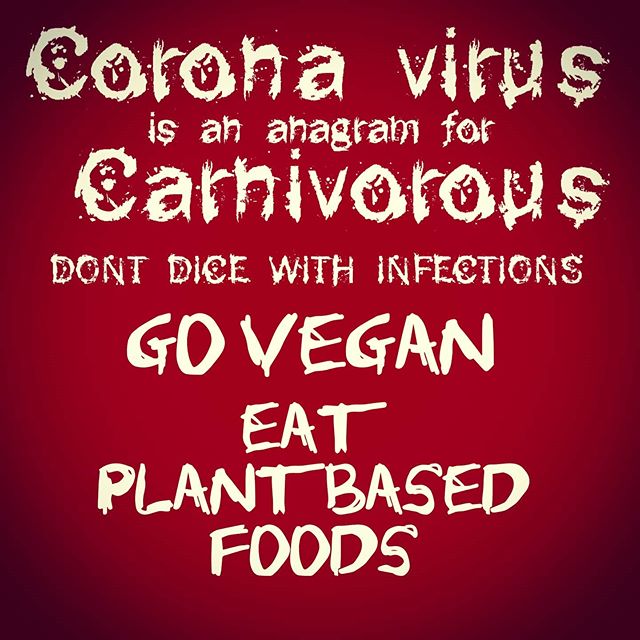 Corona virus
is an anagram for
Carnivorous
DONT DICE WITH INFECTIONS
GO VEGAN
EAT
PLANT BASED
FOODS